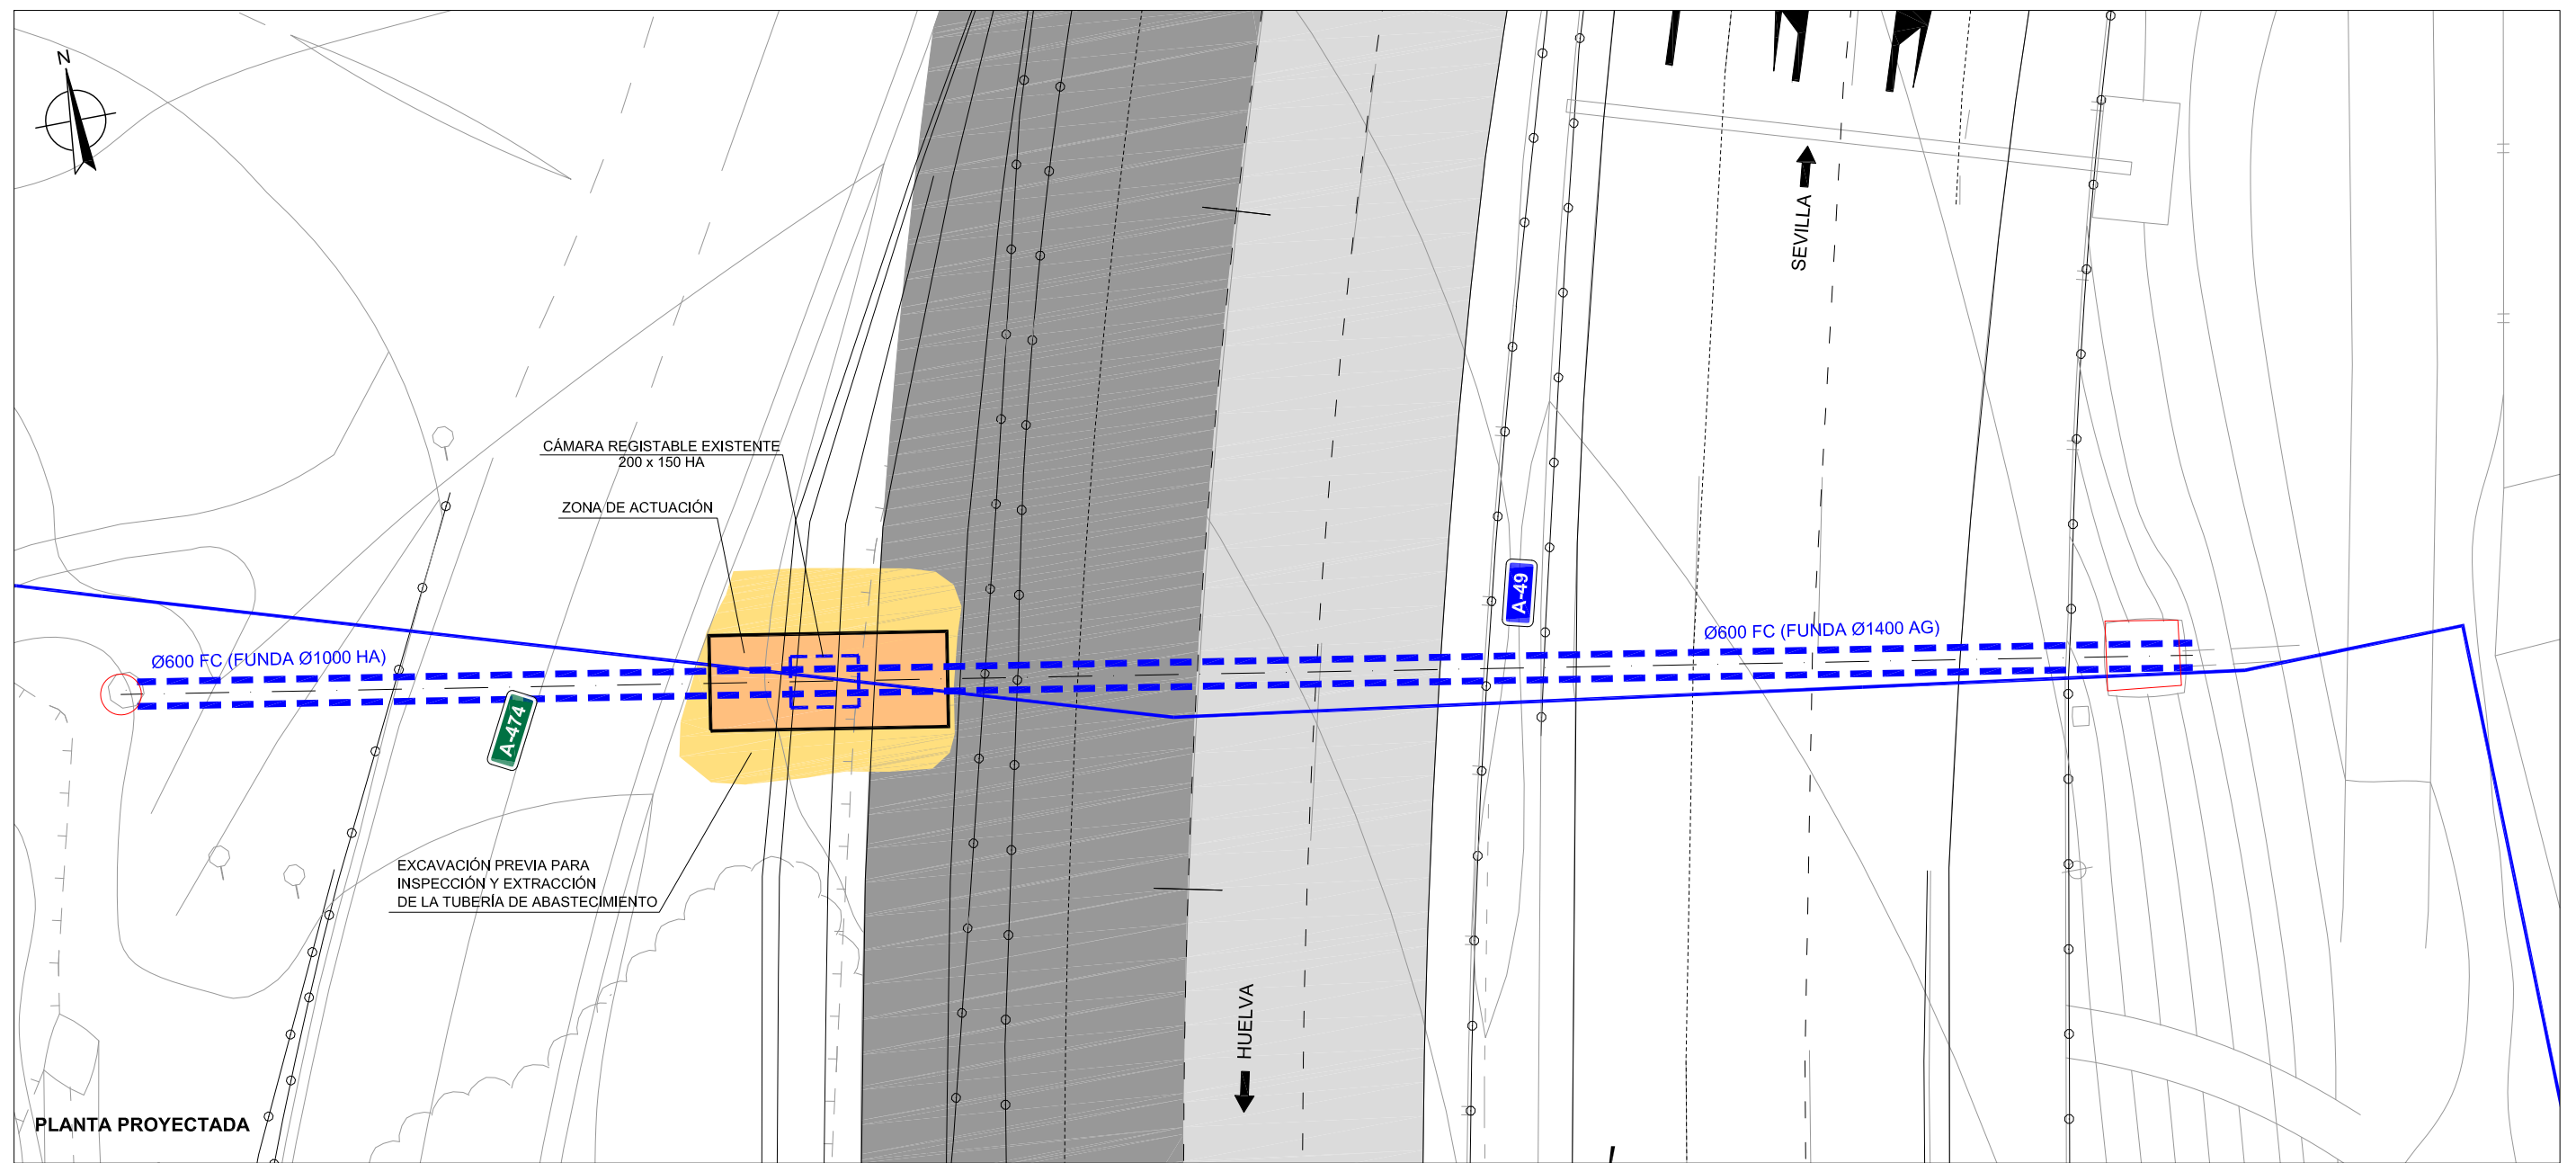 N
SEVILLA
CÁMARA REGISTABLE EXISTENTE
200 x 150 HA
ZONA DE ACTUACIÓN
A-49
Ø600 FC (FUNDA Ø1400 AG)
Ø600 FC (FUNDA Ø1000 HA)
A-474
EXCAVACIÓN PREVIA PARA
INSPECCIÓN Y EXTRACCIÓN
DE LA TUBERÍA DE ABASTECIMIENTO
HUELVA
PLANTA PROYECTADA